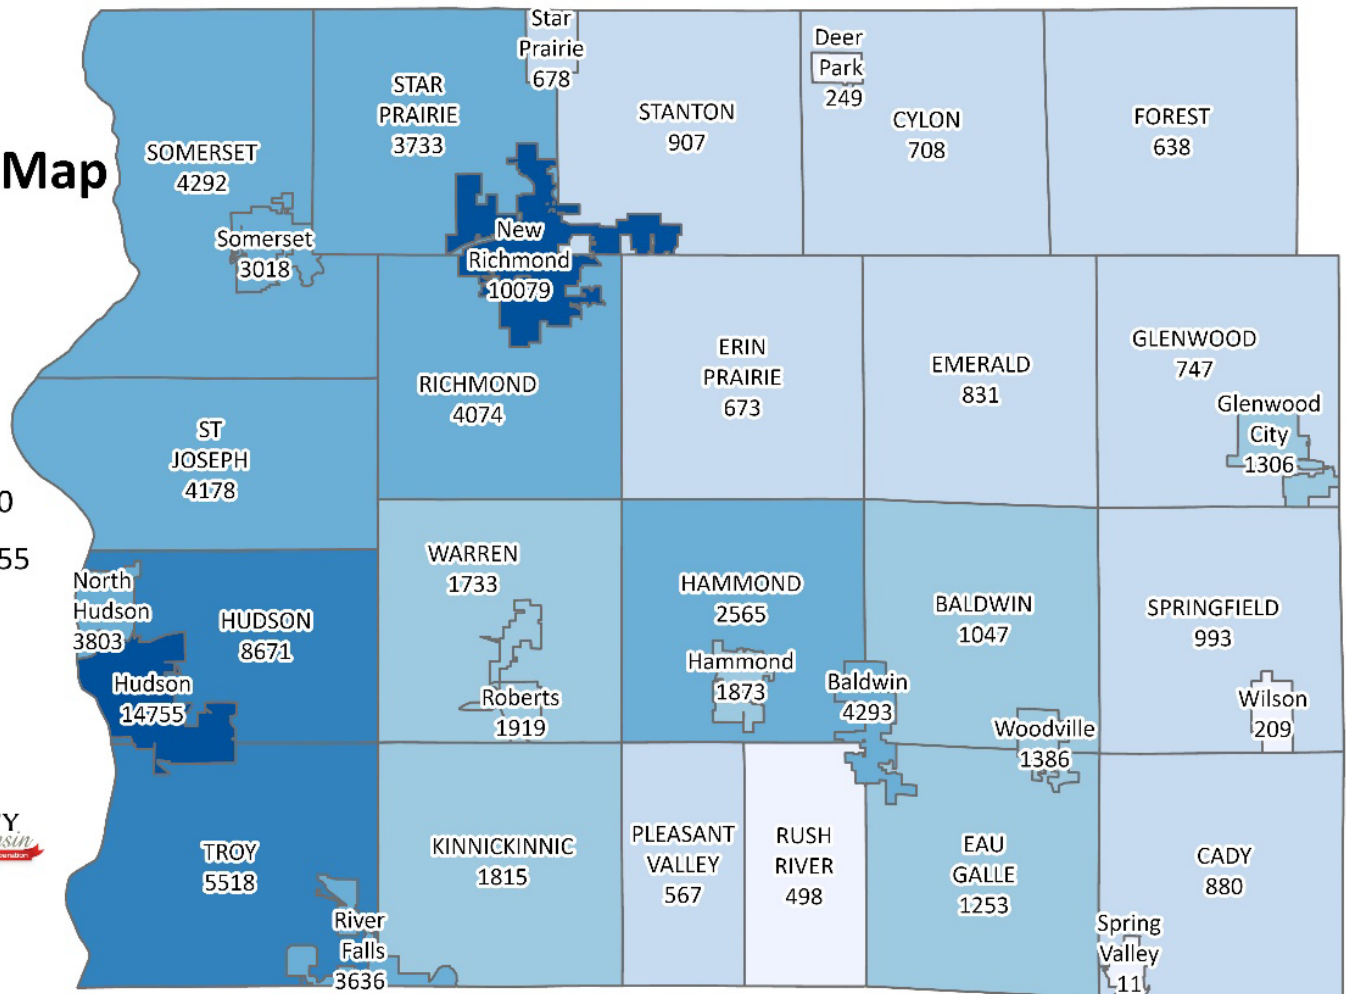 Map
0
55
Y
sin
SOMERSET
4292
Somerset
3018
STAR
PRAIRIE
3733
Star
Prairie
678
STANTON
907
Deer
Park
249
CYLON
708
FOREST
638
New
Richmond
10079
RICHMOND
4074
ERIN
PRAIRIE
673
EMERALD
831
GLENWOOD
747
Glenwood
City
1306
ST
JOSEPH
4178
North
Hudson
3803
HUDSON
8671
Hudson
14755
WARREN
1733
Roberts
1919
HAMMOND
2565
Hammond
1873
Baldwin
4293
BALDWIN
1047
Woodville
1386
SPRINGFIELD
993
Wilson
209
TROY
5518
River
Falls
3636
KINNICKINNIC
1815
PLEASANT
VALLEY
567
RUSH
RIVER
498
EAU
GALLE
1253
CADY
880
Spring
Valley
11